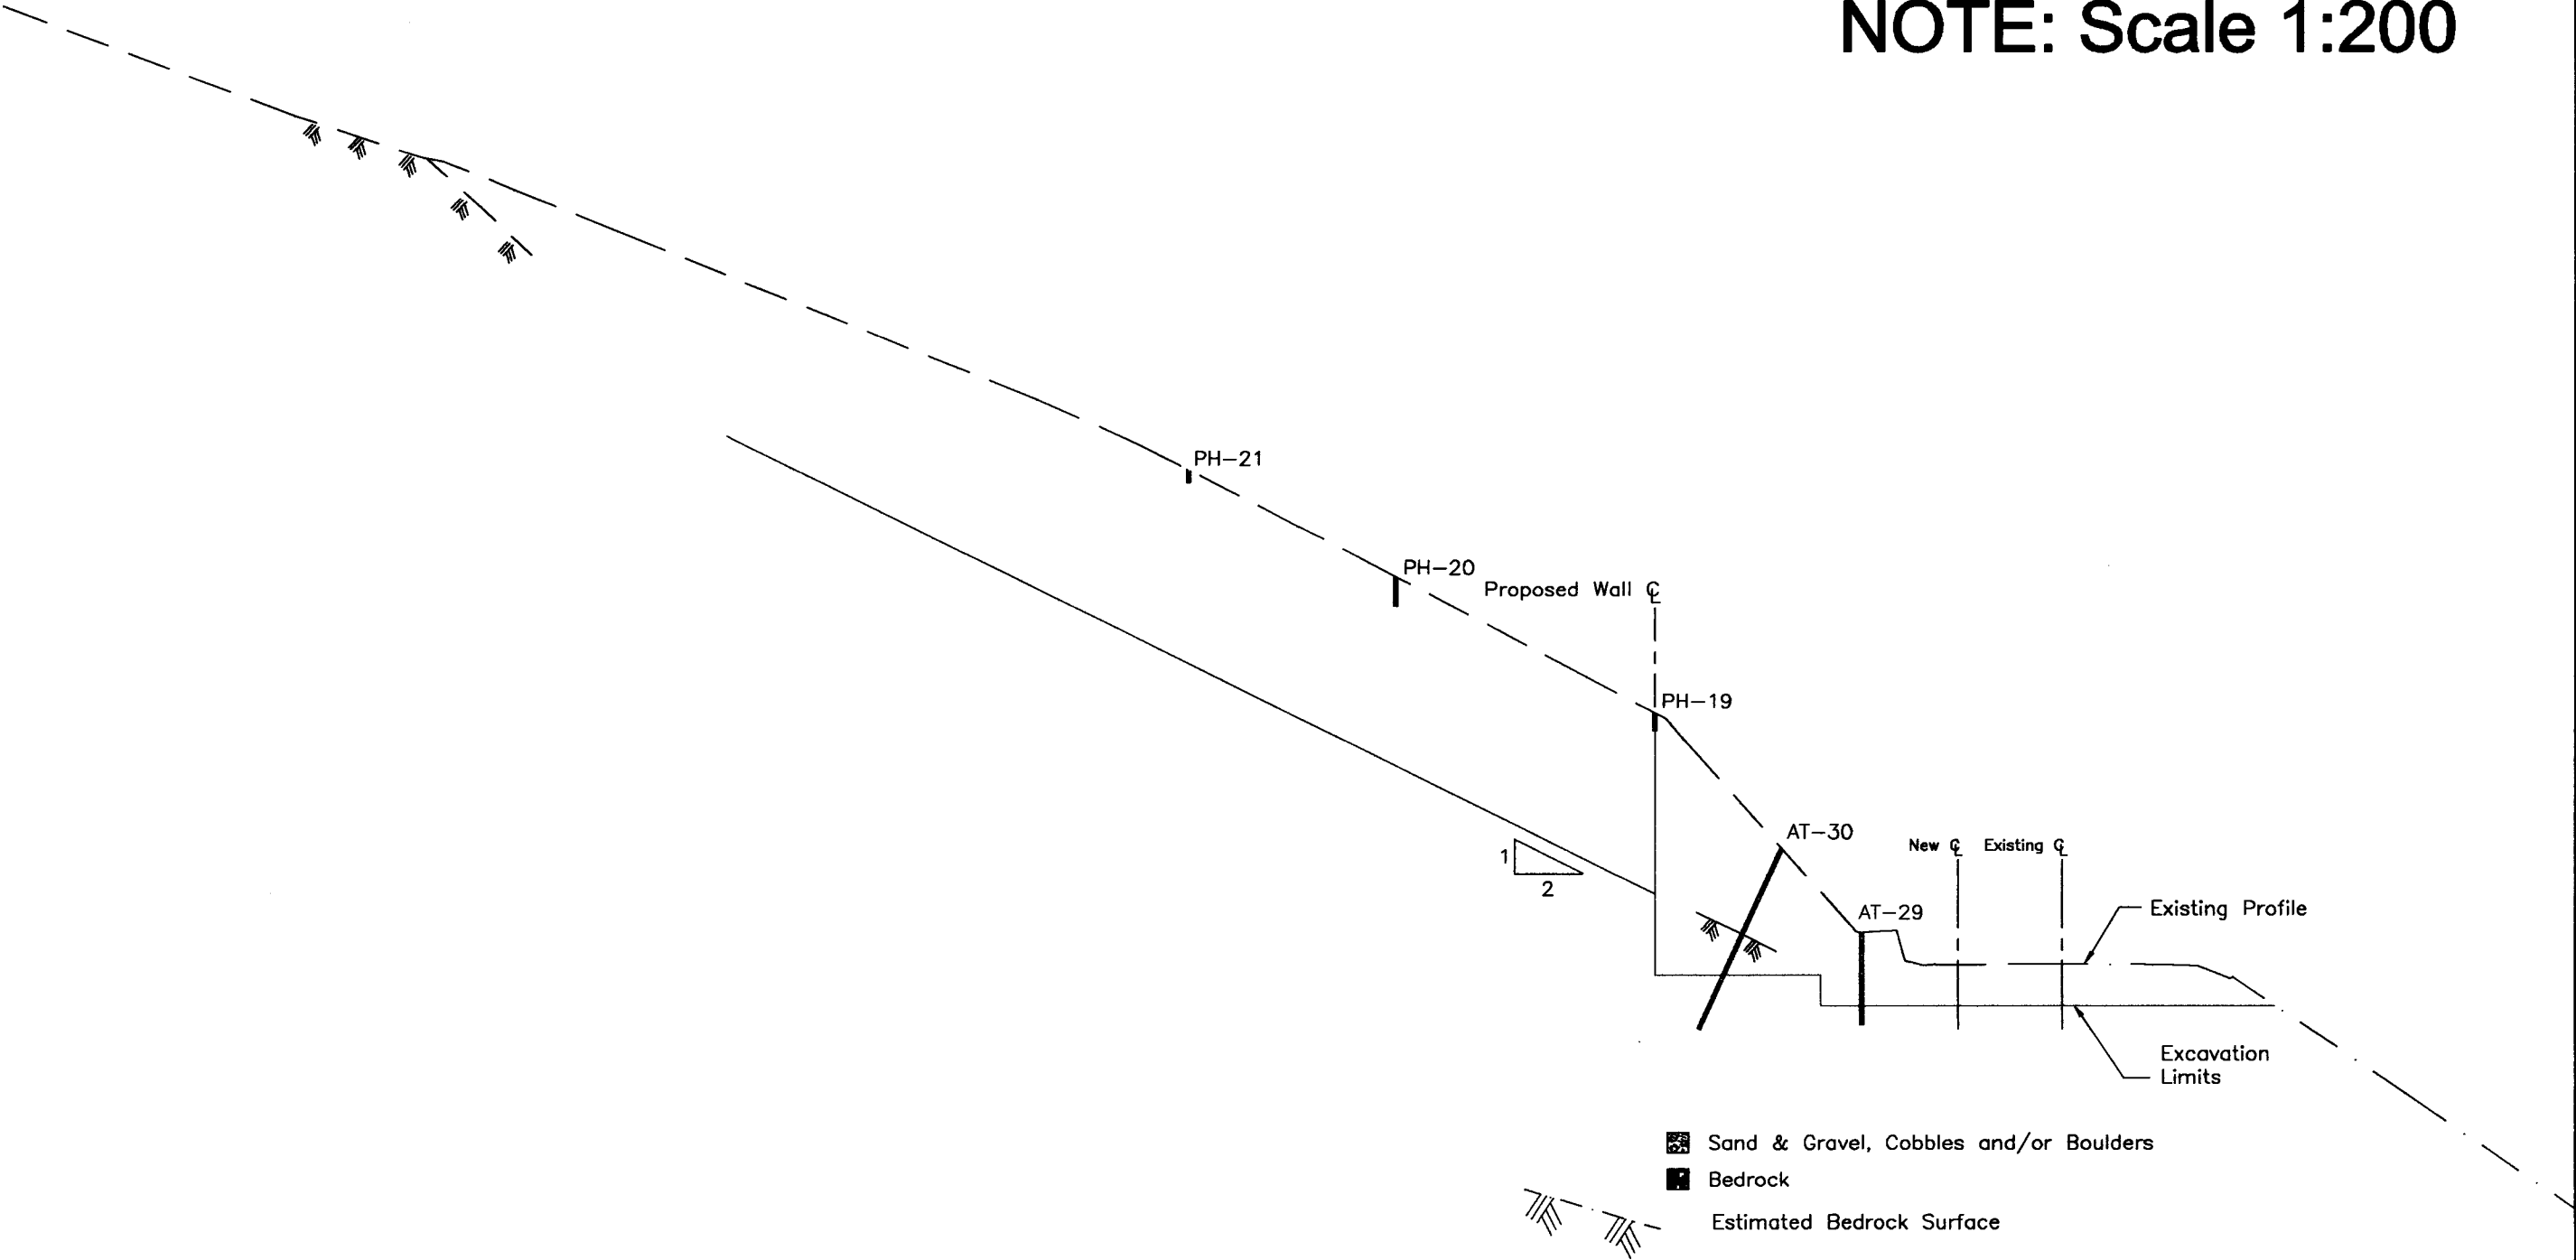 NOTE: Scale 1:200
PH-21
PH-20
Proposed Wall ℄
PH-19
AT-30
1
2
New ℄ Existing ℄
AT-29
Existing Profile
Excavation
Limits
Sand & Gravel, Cobbles and/or Boulders
Bedrock
Estimated Bedrock Surface